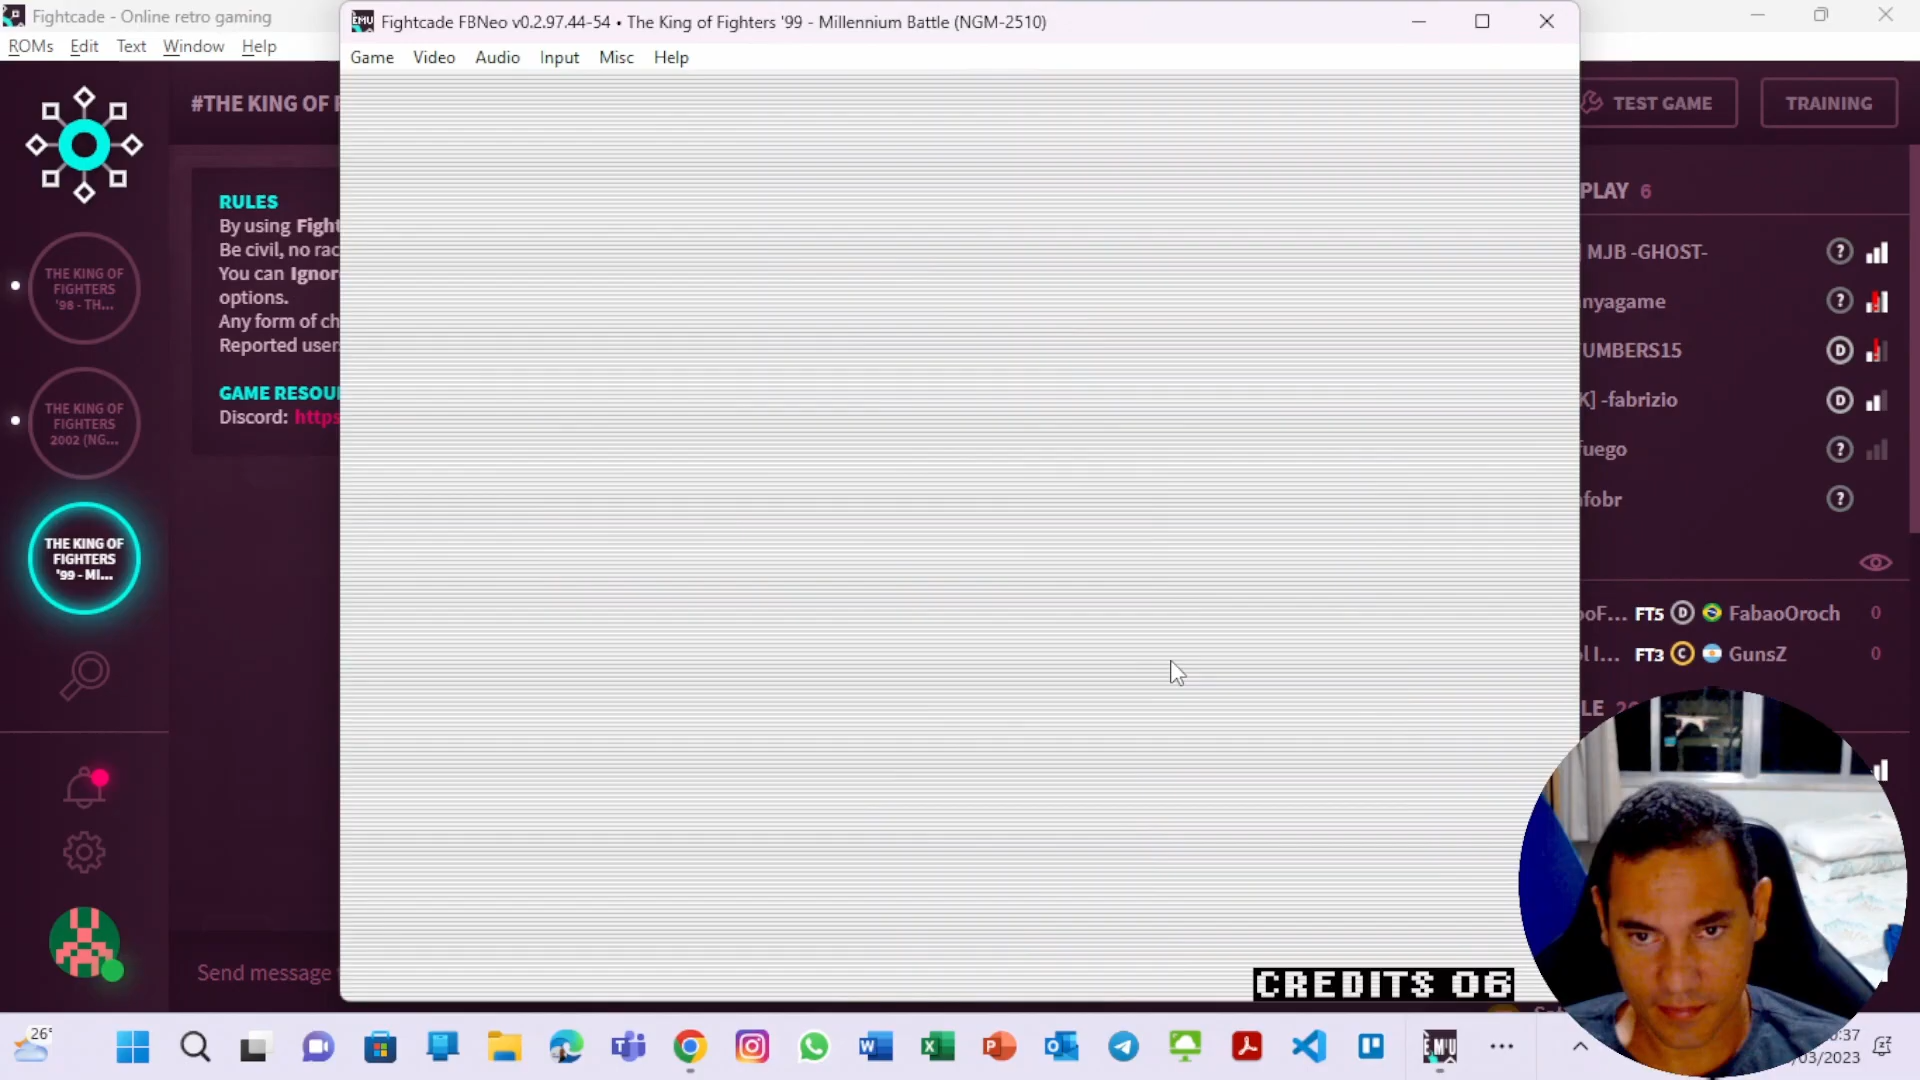 Fightcade - Online retro gaming
ROMs Edit Text Window Help
EMU Fightcade FBNeo v0.2.97.44-54 • The King of Fighters '99 - Millennium Battle (NGM-2510)
Game Video Audio Input Misc Help
#THE KING OF
TEST GAME
TRAINING
THE KING OF
FIGHTERS
'98 - TH...
THE KING OF
FIGHTERS
2002 (NG...
THE KING OF
FIGHTERS
'99 - MI...
RULES
By using Fight
Be civil, no rac
You can Ignor
options.
Any form of ch
Reported user
GAME RESOU
Discord: https
Send message
PLAY 6
MJB -GHOST-
nyagame
UMBERS15
K] -fabrizio
uego
fobr
ooF... FT5 D FabaoOroch 0
l I... FT3 C GunsZ 0
LE
CREDITS 06
26°
EMU
:37
/03/2023